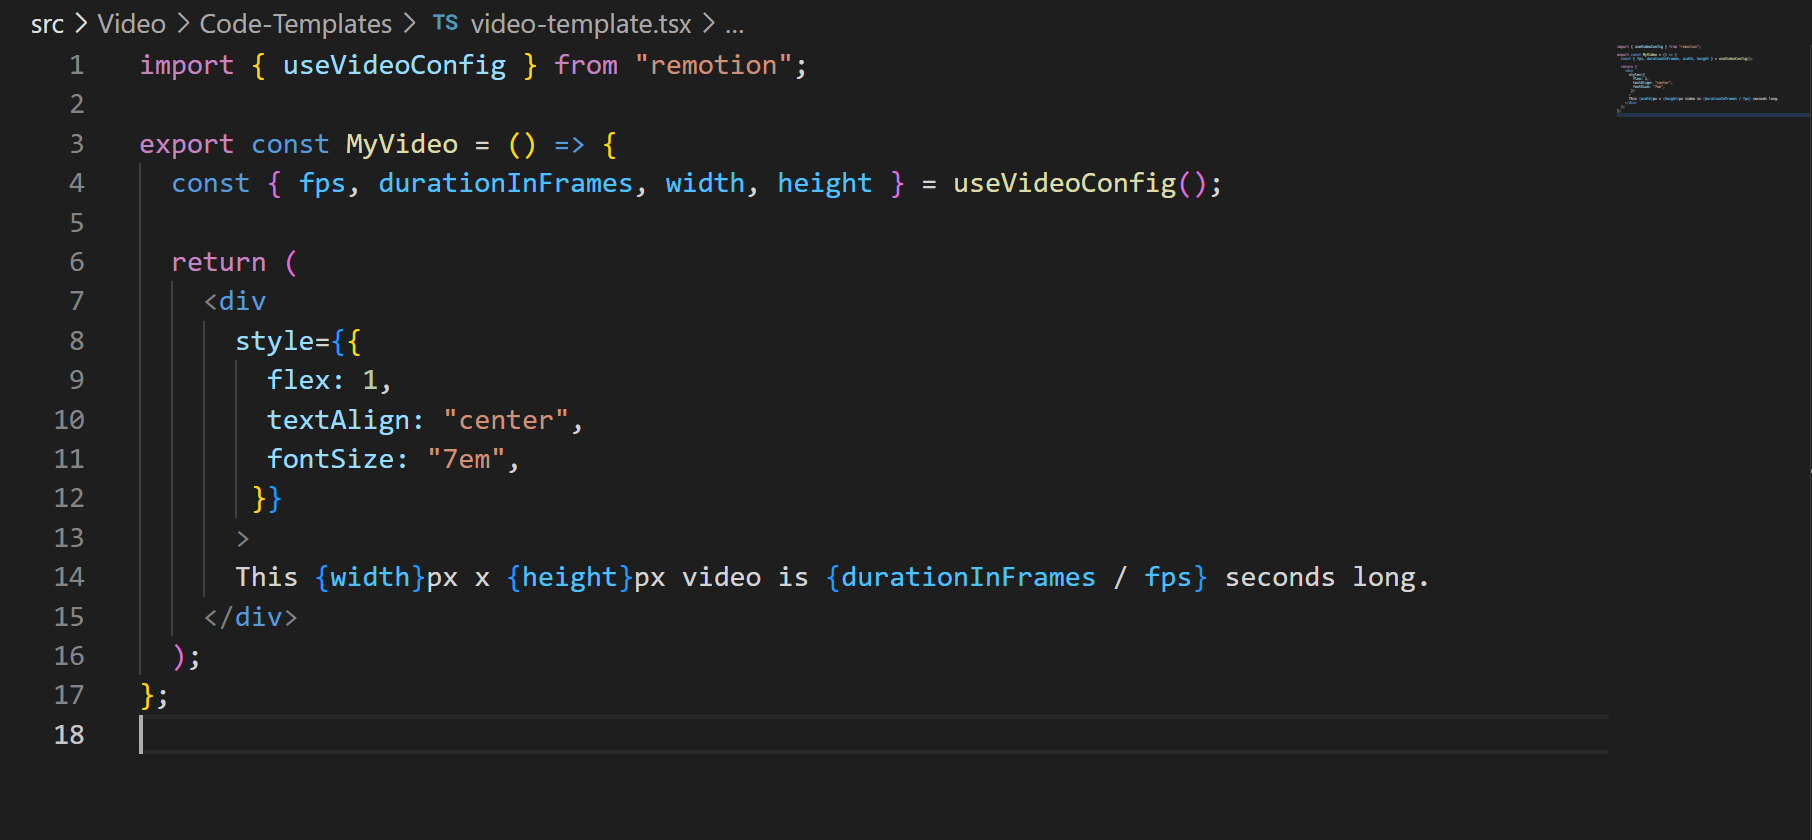 src > Video > Code-Templates > TS video-template.tsx > ...
1 import { useVideoConfig } from "remotion";
2
3 export const MyVideo = () => {
4   const { fps, durationInFrames, width, height } = useVideoConfig();
5
6   return (
7     <div
8       style={{
9         flex: 1,
10         textAlign: "center",
11         fontSize: "7em",
12        }}
13       >
14       This {width}px x {height}px video is {durationInFrames / fps} seconds long.
15     </div>
16   );
17 };
18